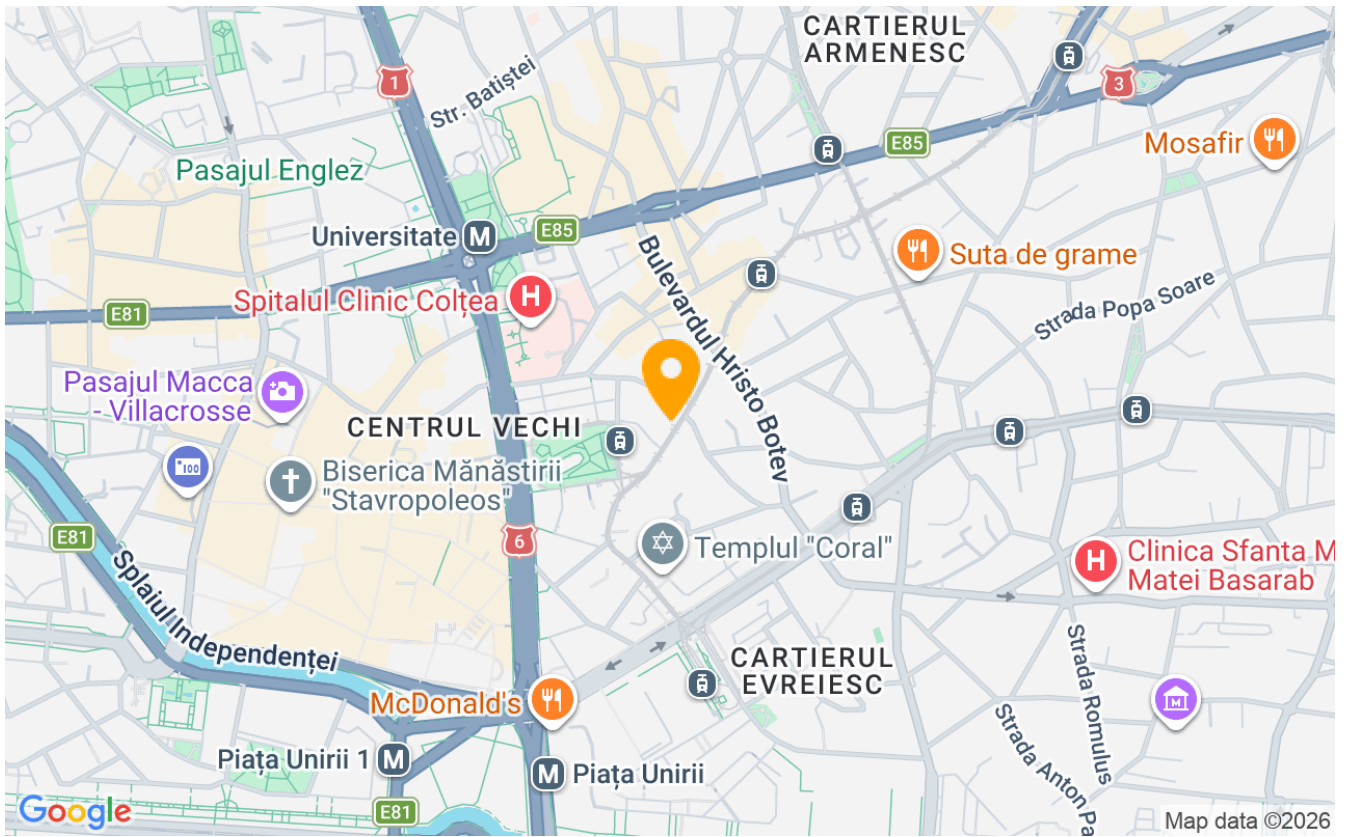 CARTIERUL
ARMENESC
1
Str. Batiștei
3
Mosafir
E85
Pasajul Englez
Universitate M
E85
Bulevardul Hristo Botev
Suta de grame
Strada Popa Soare
Spitalul Clinic Colțea H
E81
Pasajul Macca
- Villacrosse
CENTRUL VECHI
100
Biserica Mănăstirii
"Stavropoleos"
E81
6
Templul "Coral"
H Clinica Sfanta M
Matei Basarab
Splaiul Independenței
CARTIERUL
EVREIESC
Strada Romulus
McDonald's
M
Strada Anton Pa
Piața Unirii 1 M
M Piața Unirii
E81
Google
Map data ©2026